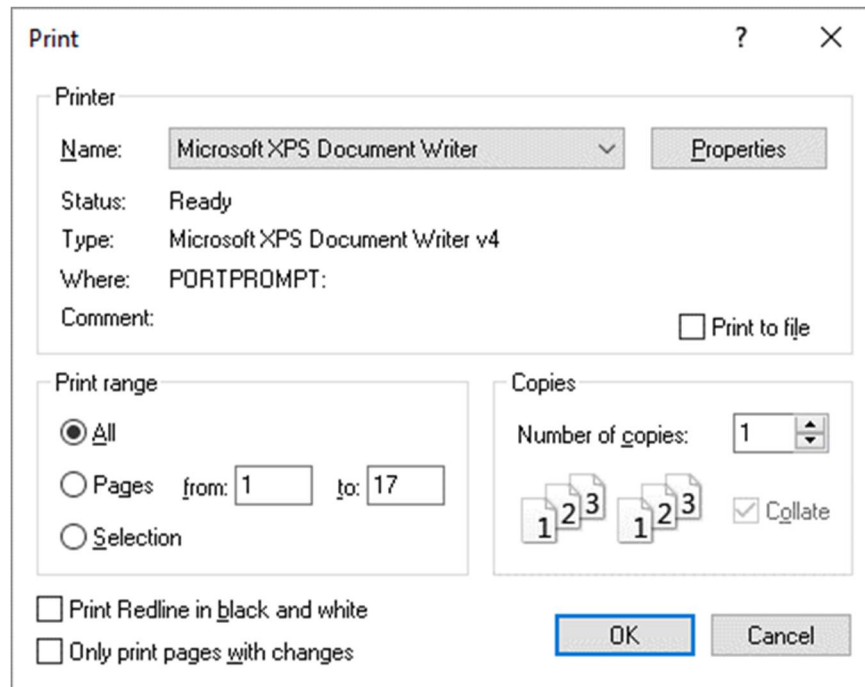 Print ? X
Printer
Name: Microsoft XPS Document Writer Properties
Status: Ready
Type: Microsoft XPS Document Writer v4
Where: PORTPROMPT:
Comment:
Print to file
Print range
All
Pages from: 1 to: 17
Selection
Copies
Number of copies: 1
1 2 3 1 2 3
Collate
Print Redline in black and white
Only print pages with changes
OK Cancel